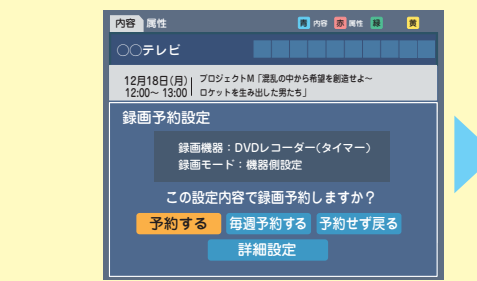 内容 属性 青 内容 赤 属性 緑 黄
○○テレビ
12月18日(月) プロジェクトM「混乱の中から希望を創造せよ~
12:00~ 13:00 ロケットを生み出した男たち」
録画予約設定
録画機器：DVDレコーダー(タイマー)
録画モード：機器側設定
この設定内容で録画予約しますか？
予約する 毎週予約する 予約せず戻る
詳細設定